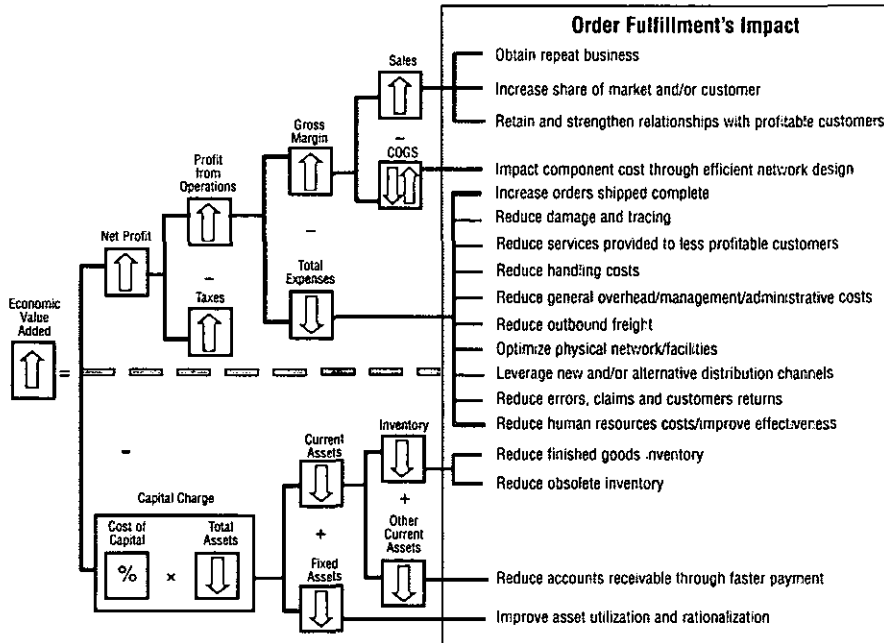 Order Fulfillment's Impact
Sales
Obtain repeat business
Increase share of market and/or customer
Retain and strengthen relationships with profitable customers
Gross
Margin
–
COGS
Impact component cost through efficient network design
Profit
from
Operations
Increase orders shipped complete
Reduce damage and tracing
Reduce services provided to less profitable customers
Net Profit
–
–
Total
Expenses
Reduce handling costs
Reduce general overhead/management/administrative costs
Taxes
Reduce outbound freight
Optimize physical network/facilities
Leverage new and/or alternative distribution channels
Reduce errors, claims and customers returns
Reduce human resources costs/improve effectiveness
Economic
Value
Added
=
–
Current
Assets
Inventory
Reduce finished goods inventory
Reduce obsolete inventory
+
+
Capital Charge
Cost of
Capital
%
×
Total
Assets
Other
Current
Assets
Reduce accounts receivable through faster payment
Fixed
Assets
Improve asset utilization and rationalization